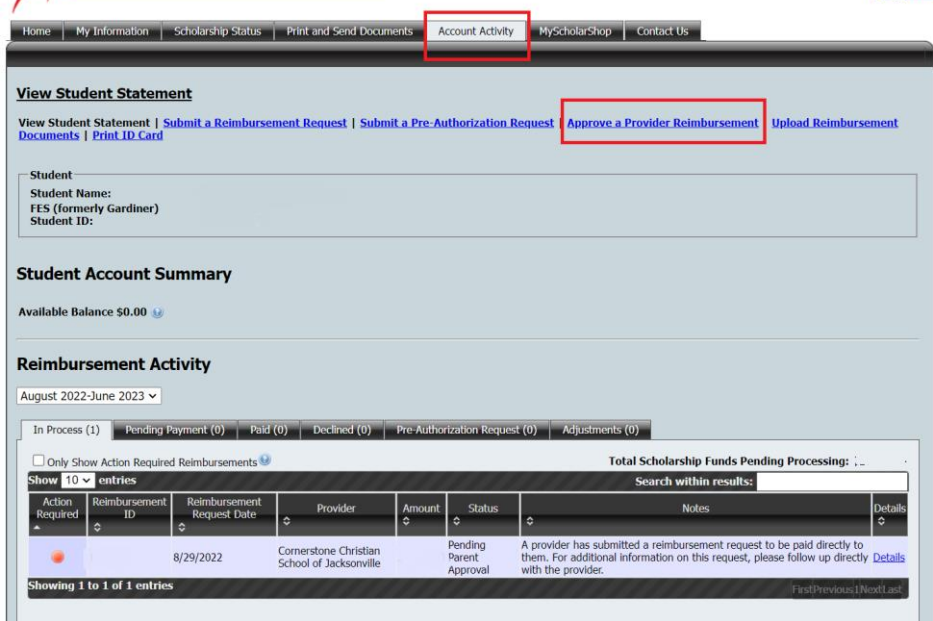 Home My Information Scholarship Status Print and Send Documents Account Activity MyScholarShop Contact Us
View Student Statement
View Student Statement | Submit a Reimbursement Request | Submit a Pre-Authorization Request | Approve a Provider Reimbursement Upload Reimbursement
Documents | Print ID Card
Student
Student Name:
FES (formerly Gardiner)
Student ID:
Student Account Summary
Available Balance $0.00
Reimbursement Activity
August 2022-June 2023
In Process (1) Pending Payment (0) Paid (0) Declined (0) Pre-Authorization Request (0) Adjustments (0)
Only Show Action Required Reimbursements Total Scholarship Funds Pending Processing:
Show 10 entries Search within results:
Action Required Reimbursement ID Reimbursement Request Date Provider Amount Status Notes Details
8/29/2022 Cornerstone Christian School of Jacksonville Pending Parent Approval A provider has submitted a reimbursement request to be paid directly to them. For additional information on this request, please follow up directly with the provider. Details
Showing 1 to 1 of 1 entries FirstPrevious1NextLast